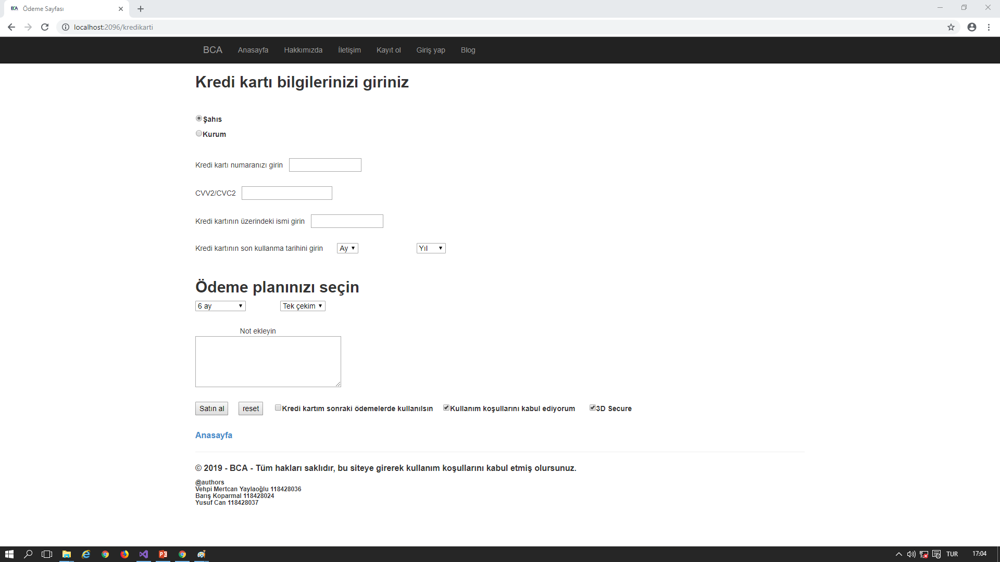 BCA Ödeme Sayfası
localhost:2096/kredikarti
BCA Anasayfa Hakkımızda İletişim Kayıt ol Giriş yap Blog
Kredi kartı bilgilerinizi giriniz
Şahıs
Kurum
Kredi kartı numaranızı girin
CVV2/CVC2
Kredi kartının üzerindeki ismi girin
Kredi kartının son kullanma tarihini girin Ay Yıl
Ödeme planınızı seçin
6 ay Tek çekim
Not ekleyin
Satın al reset Kredi kartım sonraki ödemelerde kullanılsın Kullanım koşullarını kabul ediyorum 3D Secure
Anasayfa
© 2019 - BCA - Tüm hakları saklıdır, bu siteye girerek kullanım koşullarını kabul etmiş olursunuz.
@authors
Vehpi Mertcan Yaylaoğlu 118428036
Barış Koparmal 118428024
Yusuf Can 118428037
TUR 17:04